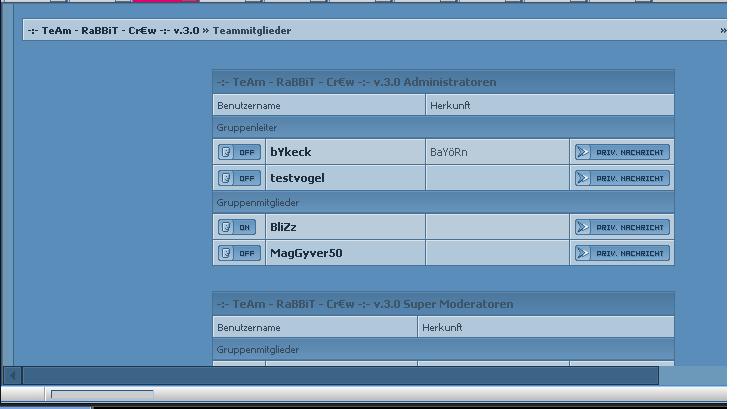 -:- TeAm - RaBBiT - Cr€w -:- v.3.0 » Teammitglieder »
-:- TeAm - RaBBiT - Cr€w -:- v.3.0 Administratoren
Benutzername Herkunft
Gruppenleiter
OFF bYkeck BaYöRn PRIV. NACHRICHT
OFF testvogel PRIV. NACHRICHT
Gruppenmitglieder
ON BliZz PRIV. NACHRICHT
OFF MagGyver50 PRIV. NACHRICHT
-:- TeAm - RaBBiT - Cr€w -:- v.3.0 Super Moderatoren
Benutzername Herkunft
Gruppenmitglieder